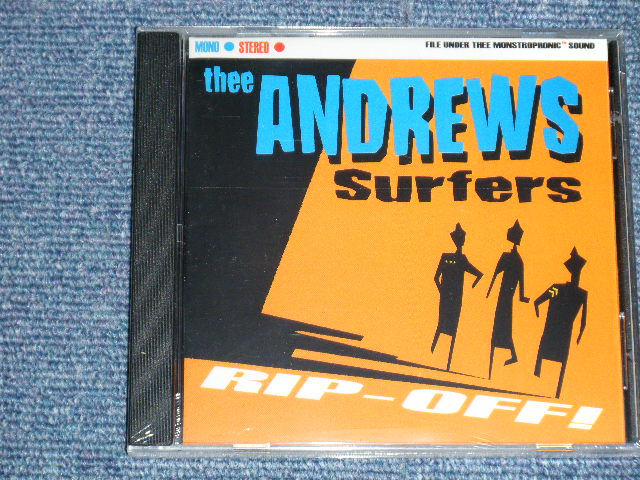 MONO STEREO FILE UNDER THEE MONSTROPHONIC™ SOUND
thee
ANDREWS
Surfers
RIP-OFF!